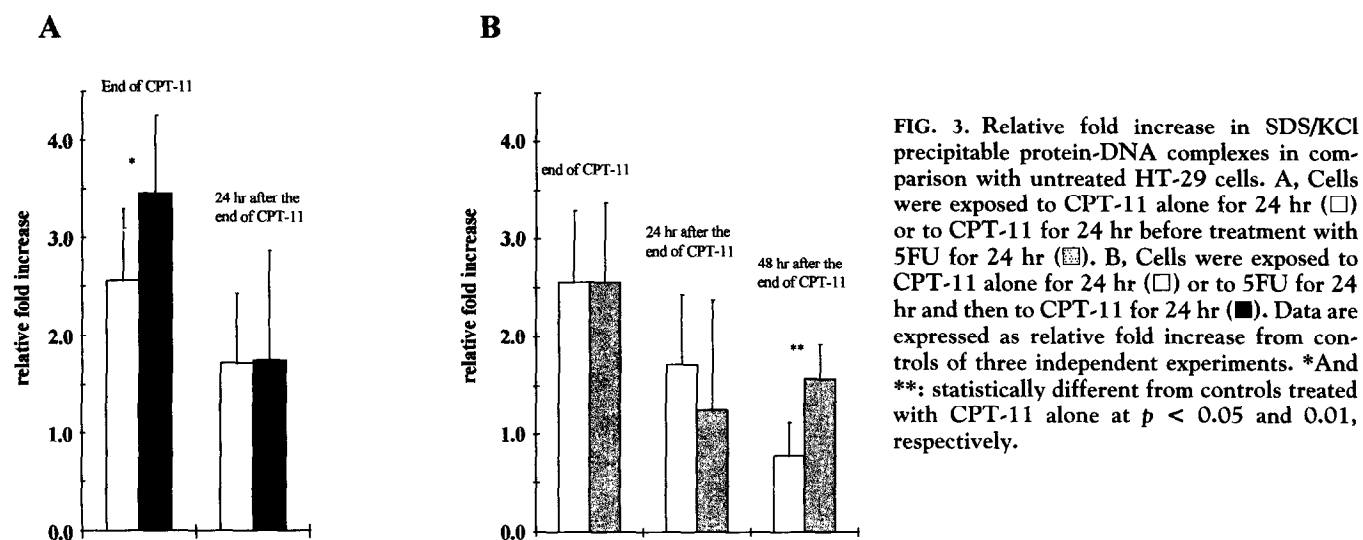 A
End of CPT-11
*
24 hr after the
end of CPT-11
relative fold increase
4.0
3.0
2.0
1.0
0.0
B
end of CPT-11
24 hr after the
end of CPT-11
48 hr after the
end of CPT-11
**
relative fold increase
4.0
3.0
2.0
1.0
0.0
FIG. 3. Relative fold increase in SDS/KCl
precipitable protein-DNA complexes in com-
parison with untreated HT-29 cells. A, Cells
were exposed to CPT-11 alone for 24 hr (□)
or to CPT-11 for 24 hr before treatment with
5FU for 24 hr (▒). B, Cells were exposed to
CPT-11 alone for 24 hr (□) or to 5FU for 24
hr and then to CPT-11 for 24 hr (■). Data are
expressed as relative fold increase from con-
trols of three independent experiments. *And
**: statistically different from controls treated
with CPT-11 alone at p < 0.05 and 0.01,
respectively.